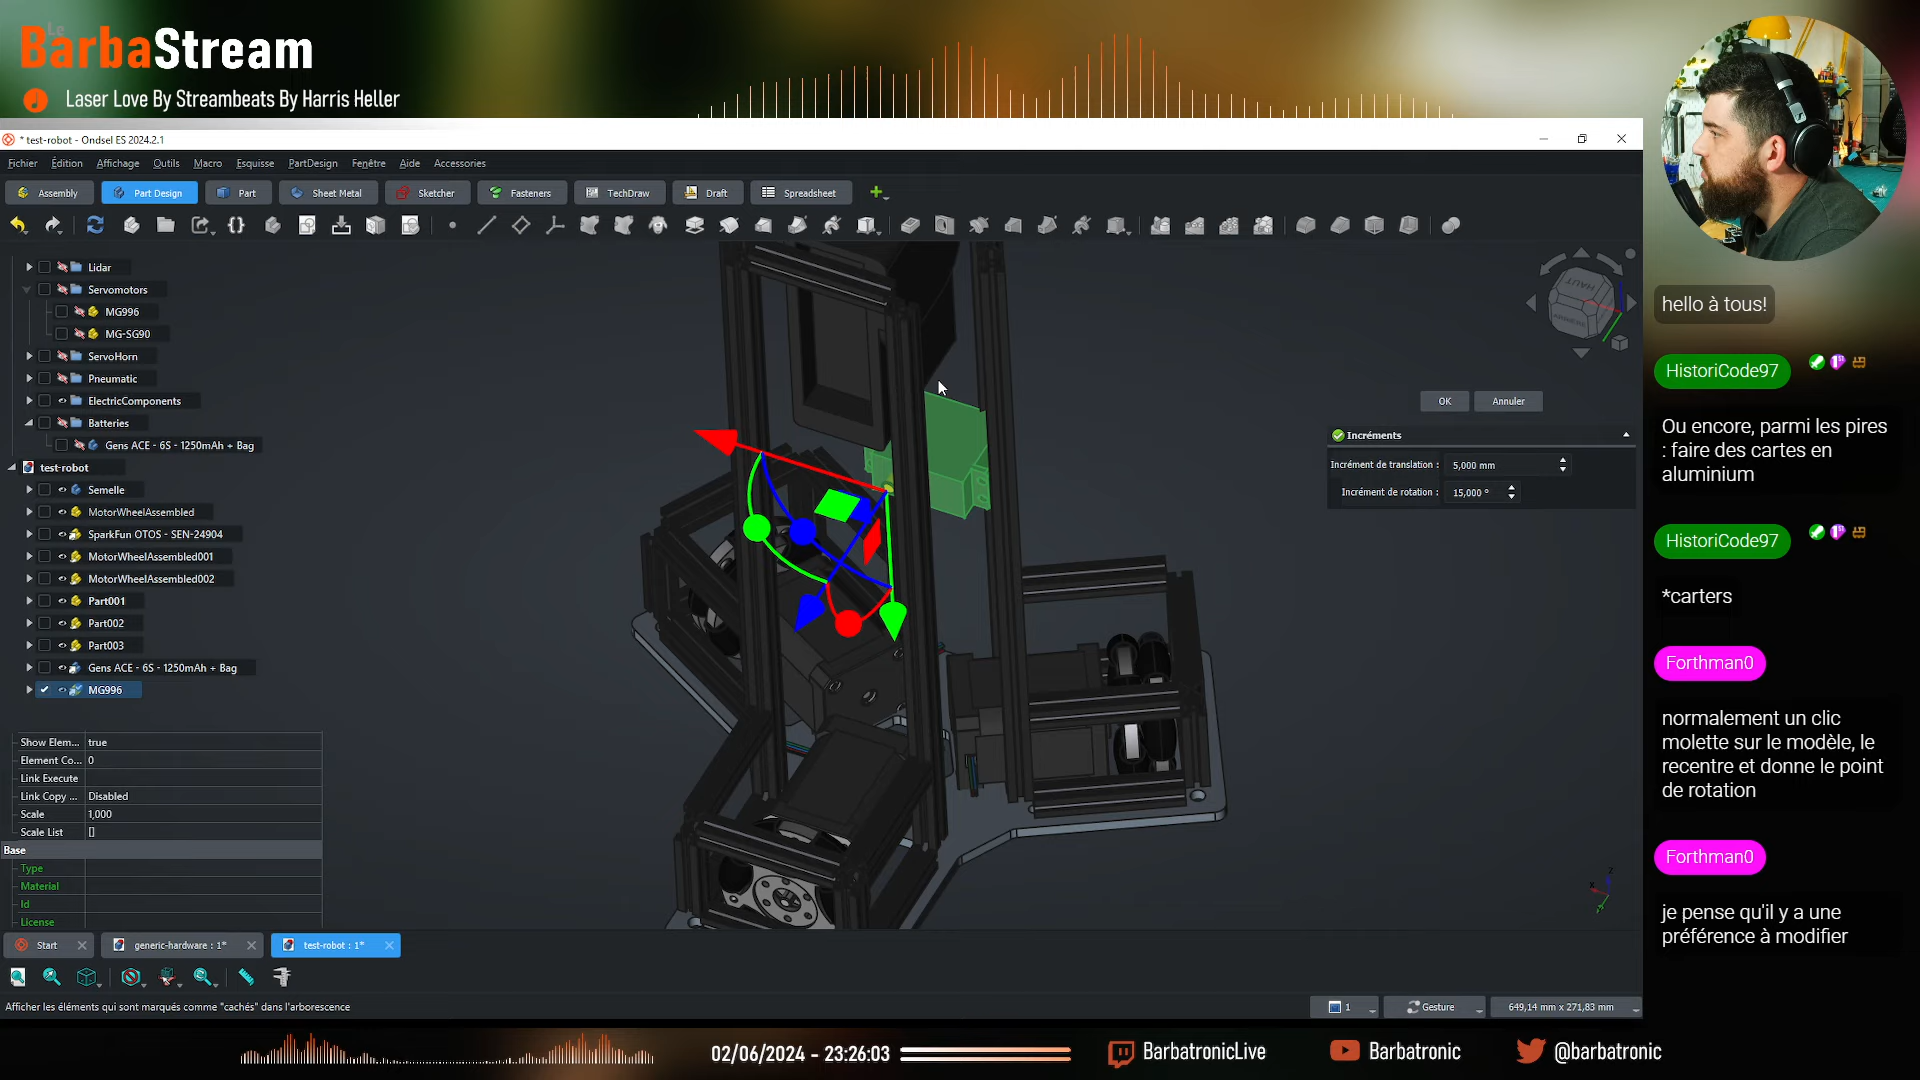 Le
BarbaStream
Laser Love By Streambeats By Harris Heller
* test-robot - Ondsel ES 2024.2.1
Fichier Édition Affichage Outils Macro Esquisse PartDesign Fenêtre Aide Accessories
Assembly Part Design Part Sheet Metal Sketcher Fasteners TechDraw Draft Spreadsheet
Lidar
Servomotors
MG996
MG-SG90
ServoHorn
Pneumatic
ElectricComponents
Batteries
Gens ACE - 6S - 1250mAh + Bag
test-robot
Semelle
MotorWheelAssembled
SparkFun OTOS - SEN-24904
MotorWheelAssembled001
MotorWheelAssembled002
Part001
Part002
Part003
Gens ACE - 6S - 1250mAh + Bag
MG996
Show Elem... true
Element Co... 0
Link Execute
Link Copy ... Disabled
Scale 1,000
Scale List []
Base
Type
Material
Id
License
HAUT
OK Annuler
Incréments
Incrément de translation : 5,000 mm
Incrément de rotation : 15,000 °
Start generic-hardware : 1* test-robot : 1*
Afficher les éléments qui sont marqués comme "cachés" dans l'arborescence
1 Gesture 649,14 mm x 271,83 mm
hello à tous!
HistoriCode97
Ou encore, parmi les pires
: faire des cartes en
aluminium
HistoriCode97
*carters
Forthman0
normalement un clic
molette sur le modèle, le
recentre et donne le point
de rotation
Forthman0
je pense qu'il y a une
préférence à modifier
02/06/2024 - 23:26:03 BarbatronicLive Barbatronic @barbatronic